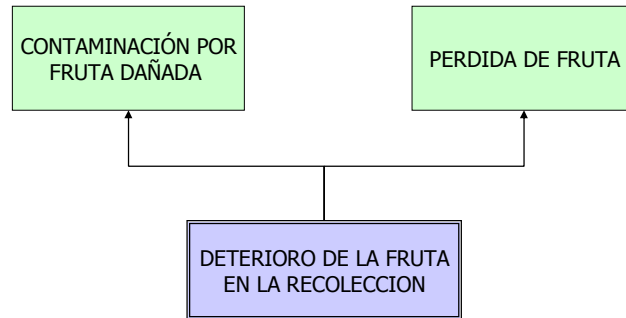 CONTAMINACIÓN POR
FRUTA DAÑADA
PERDIDA DE FRUTA
DETERIORO DE LA FRUTA
EN LA RECOLECCION